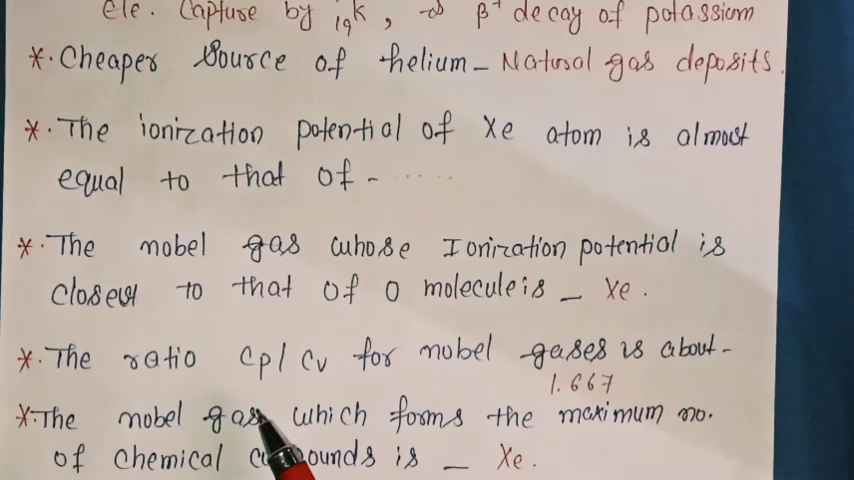 Ele. Capture by 19K, → β+ decay of potassium
*. Cheaper Source of helium - Natural gas deposits.
*. The ionization potential of Xe atom is almost
equal to that of - ......
*. The nobel gas whose Ionization potential is
closest to that of O molecule is _ Xe.
*. The ratio Cp/Cv for nobel gases is about -
1.667
*. The nobel gas which forms the maximum no.
of chemical is _ Xe.